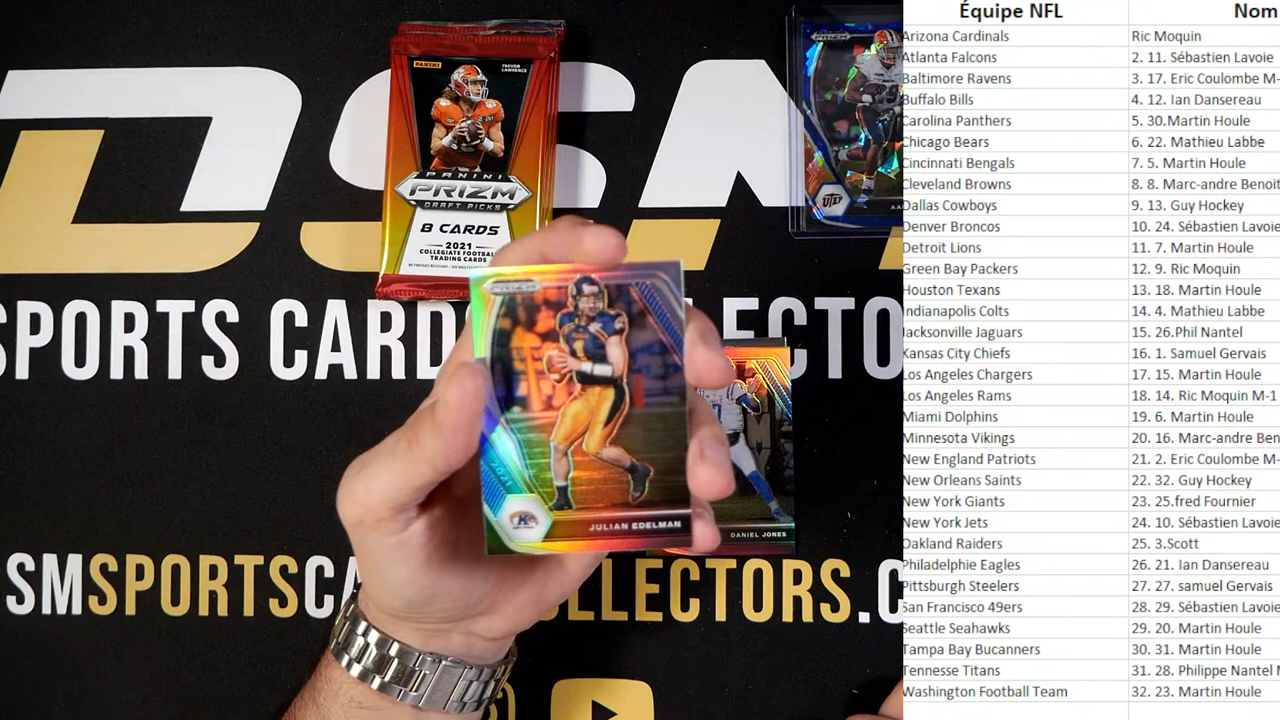 PANINI
TREVOR
LAWRENCE
PANINI
PRIZM
DRAFT PICKS
8 CARDS
2021
COLLEGIATE FOOTBALL
TRADING CARDS
PRIZM
UTEP
DSM
SPORTS CARD
ECTO
PRIZM
2021
JULIAN EDELMAN
DANIEL JONES
SMSPORTSCA
OLLECTORS.C
Équipe NFL Nom
Arizona Cardinals Ric Moquin
Atlanta Falcons 2. 11. Sébastien Lavoie
Baltimore Ravens 3. 17. Eric Coulombe M-
Buffalo Bills 4. 12. Ian Dansereau
Carolina Panthers 5. 30.Martin Houle
Chicago Bears 6. 22. Mathieu Labbe
Cincinnati Bengals 7. 5. Martin Houle
Cleveland Browns 8. 8. Marc-andre Benoit
Dallas Cowboys 9. 13. Guy Hockey
Denver Broncos 10. 24. Sébastien Lavoie
Detroit Lions 11. 7. Martin Houle
Green Bay Packers 12. 9. Ric Moquin
Houston Texans 13. 18. Martin Houle
Indianapolis Colts 14. 4. Mathieu Labbe
Jacksonville Jaguars 15. 26.Phil Nantel
Kansas City Chiefs 16. 1. Samuel Gervais
Los Angeles Chargers 17. 15. Martin Houle
Los Angeles Rams 18. 14. Ric Moquin M-1
Miami Dolphins 19. 6. Martin Houle
Minnesota Vikings 20. 16. Marc-andre Ben
New England Patriots 21. 2. Eric Coulombe M-
New Orleans Saints 22. 32. Guy Hockey
New York Giants 23. 25.fred Fournier
New York Jets 24. 10. Sébastien Lavoie
Oakland Raiders 25. 3.Scott
Philadelphie Eagles 26. 21. Ian Dansereau
Pittsburgh Steelers 27. 27. samuel Gervais
San Francisco 49ers 28. 29. Sébastien Lavoie
Seattle Seahawks 29. 20. Martin Houle
Tampa Bay Bucanners 30. 31. Martin Houle
Tennesse Titans 31. 28. Philippe Nantel M
Washington Football Team 32. 23. Martin Houle